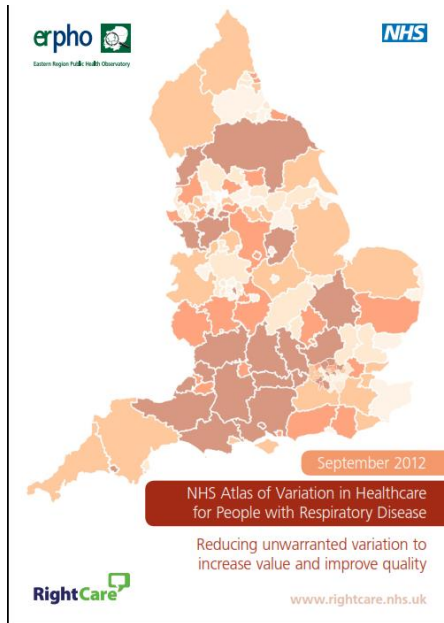 erpho
Eastern Region Public Health Observatory
NHS
September 2012
NHS Atlas of Variation in Healthcare
for People with Respiratory Disease
Reducing unwarranted variation to
increase value and improve quality
RightCare
www.rightcare.nhs.uk